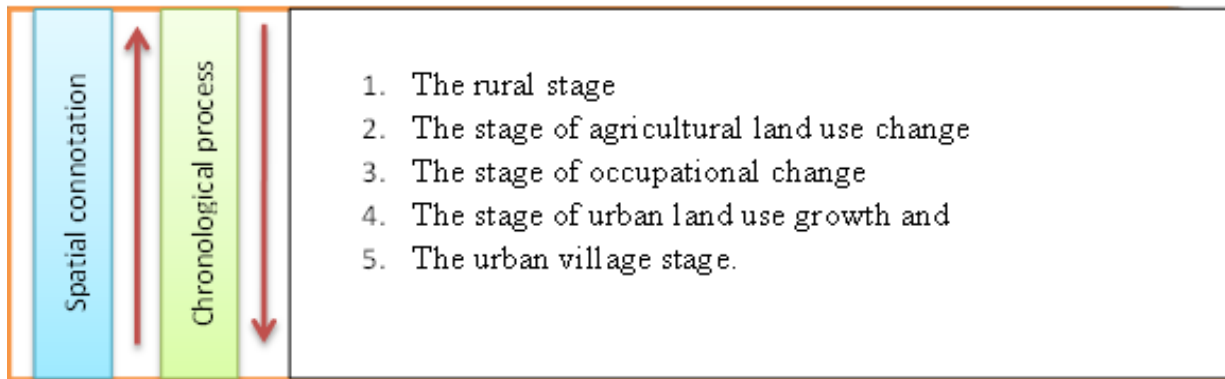 Spatial connotation
Chronological process
1. The rural stage
2. The stage of agricultural land use change
3. The stage of occupational change
4. The stage of urban land use growth and
5. The urban village stage.